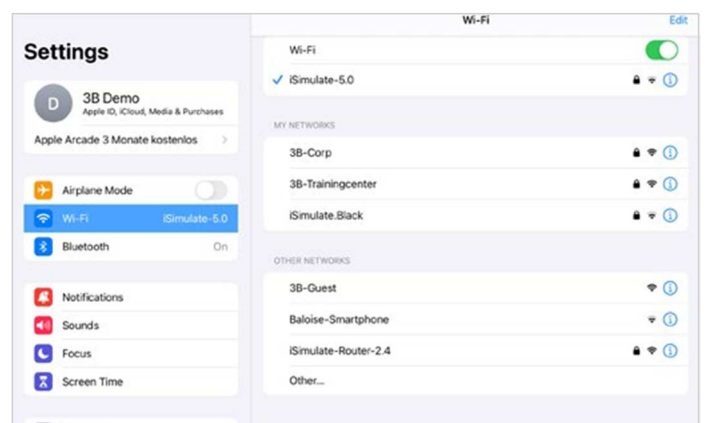 Wi-Fi
Edit
Settings
D
3B Demo
Apple ID, iCloud, Media & Purchases
Apple Arcade 3 Monate kostenlos
Airplane Mode
Wi-Fi iSimulate-5.0
Bluetooth On
Notifications
Sounds
Focus
Screen Time
Wi-Fi
iSimulate-5.0
MY NETWORKS
3B-Corp
3B-Trainingcenter
iSimulate.Black
OTHER NETWORKS
3B-Guest
Baloise-Smartphone
iSimulate-Router-2.4
Other...